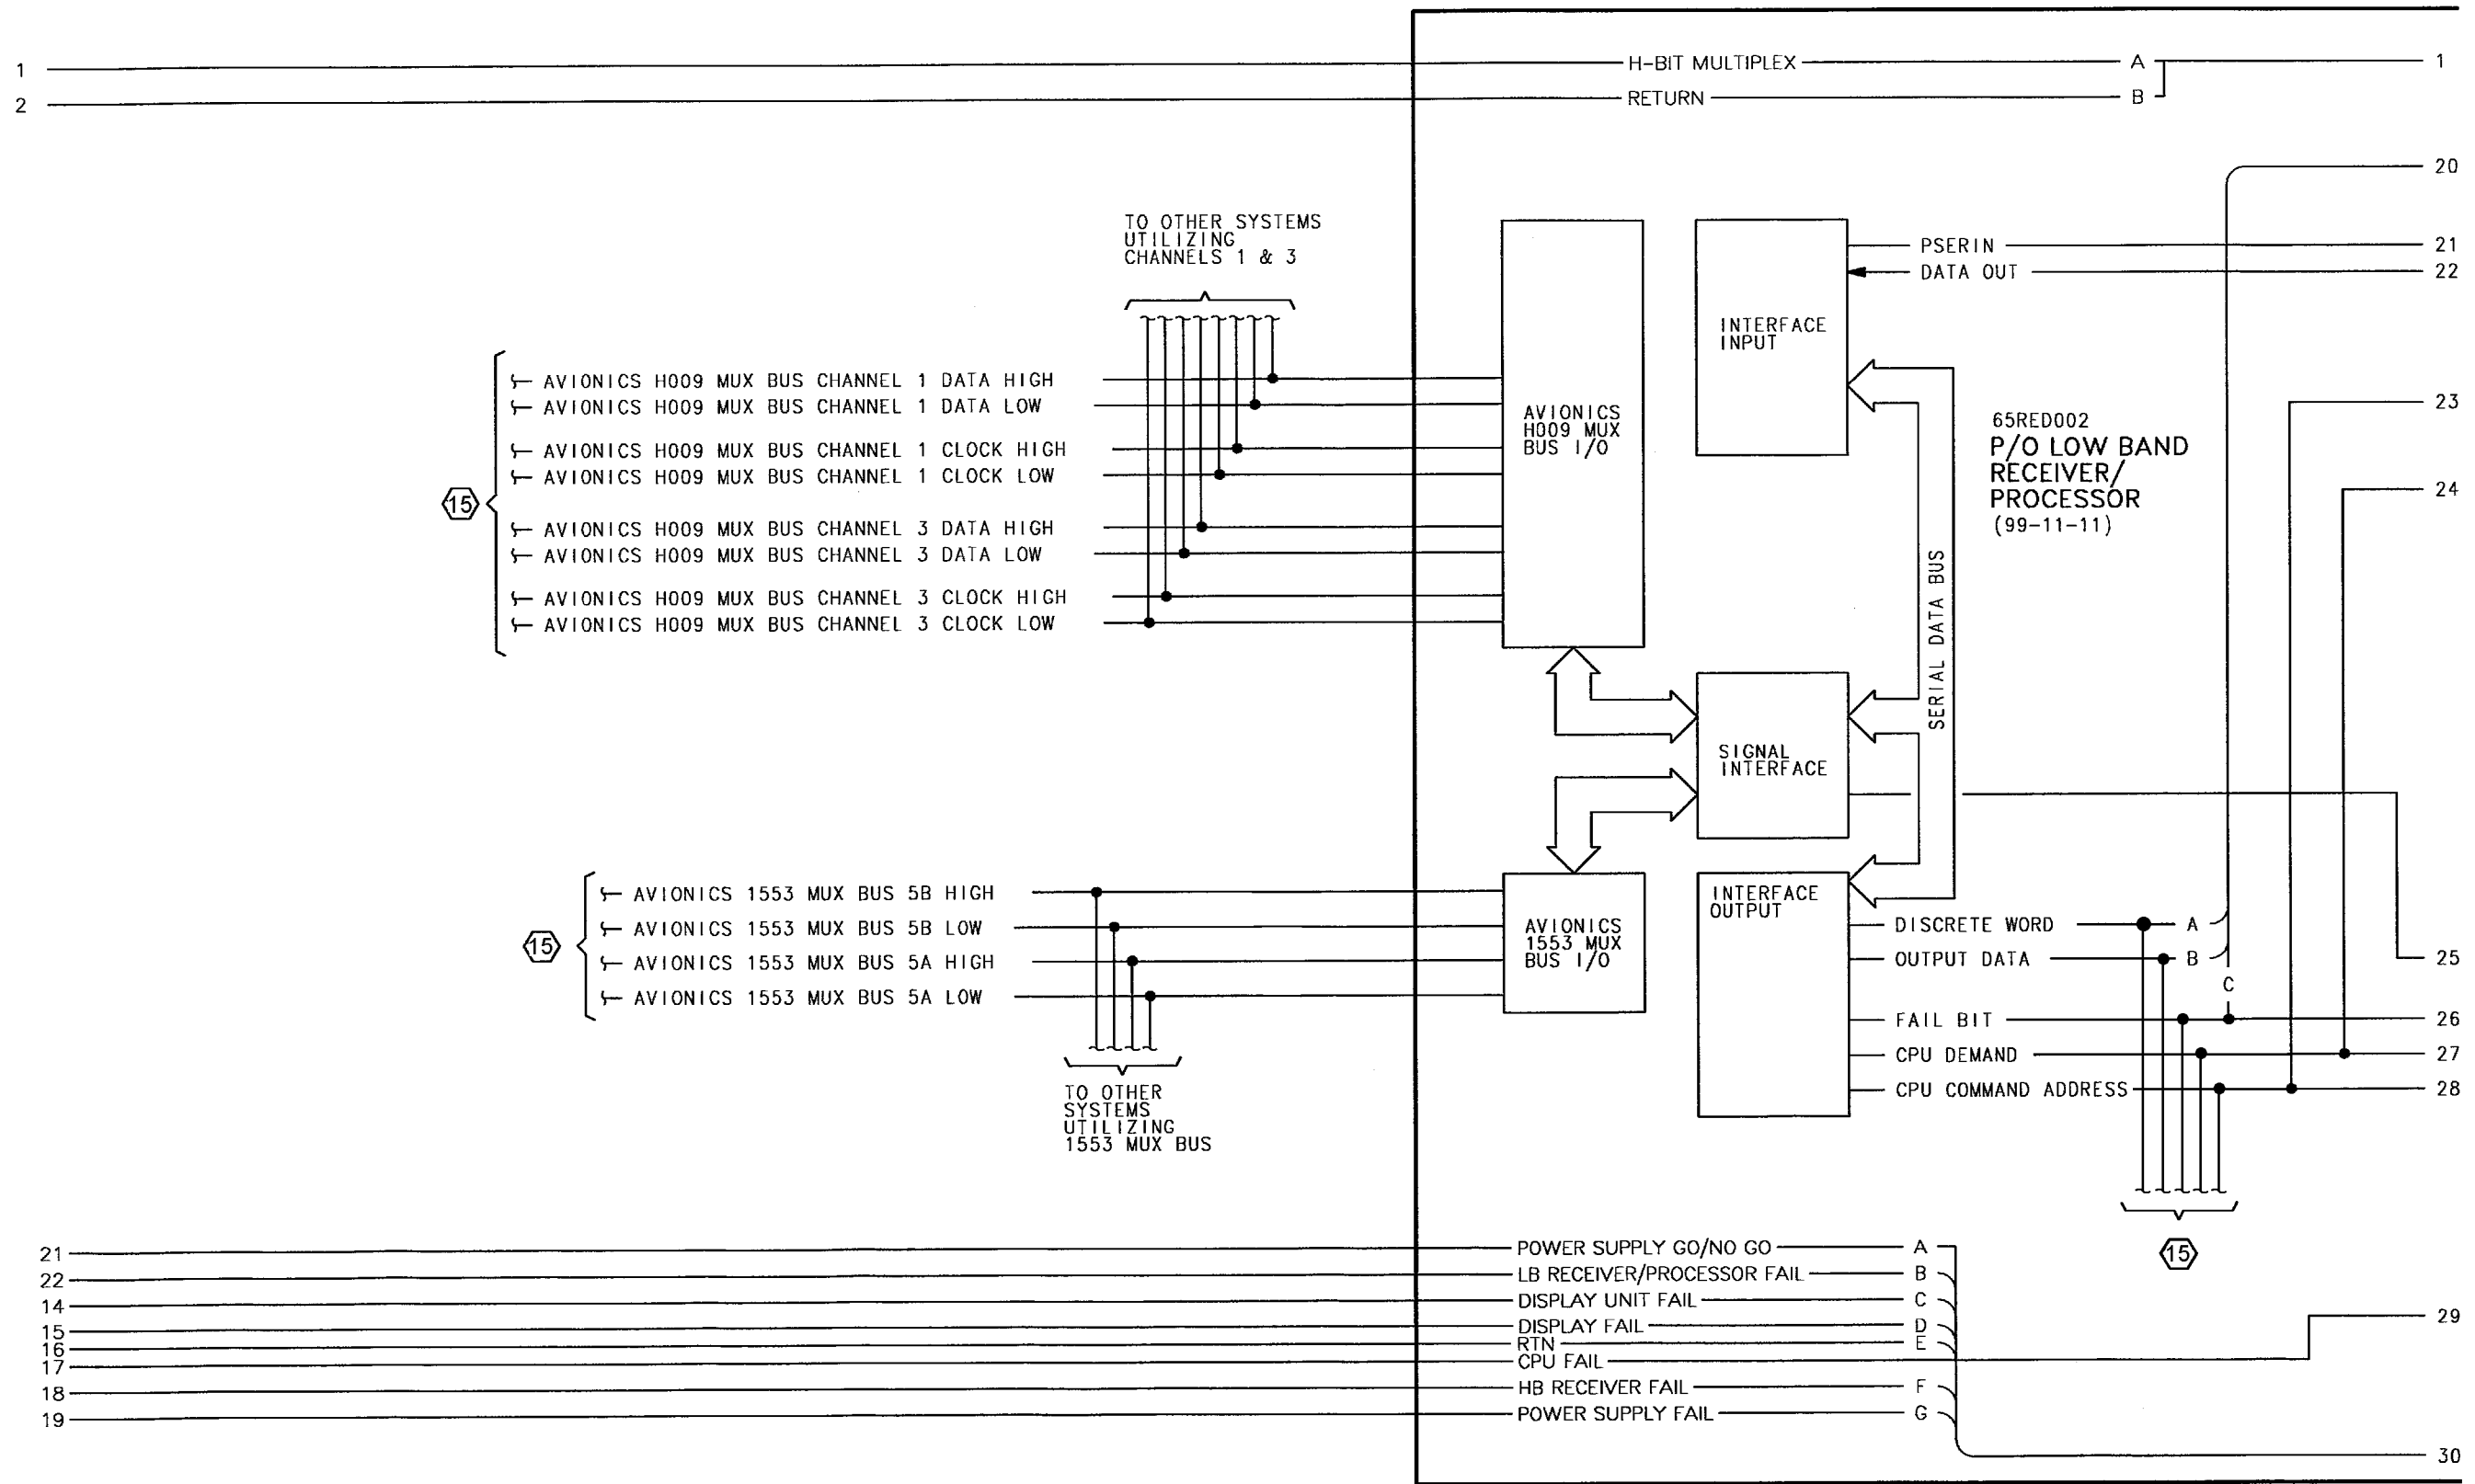 1 H-BIT MULTIPLEX A 1
2 RETURN B
20
TO OTHER SYSTEMS
UTILIZING
CHANNELS 1 & 3
PSERIN 21
DATA OUT 22
INTERFACE
INPUT
AVIONICS H009 MUX BUS CHANNEL 1 DATA HIGH
AVIONICS H009 MUX BUS CHANNEL 1 DATA LOW
AVIONICS H009 MUX BUS CHANNEL 1 CLOCK HIGH
AVIONICS H009 MUX BUS CHANNEL 1 CLOCK LOW
15
AVIONICS H009 MUX BUS CHANNEL 3 DATA HIGH
AVIONICS H009 MUX BUS CHANNEL 3 DATA LOW
AVIONICS H009 MUX BUS CHANNEL 3 CLOCK HIGH
AVIONICS H009 MUX BUS CHANNEL 3 CLOCK LOW
AVIONICS
H009 MUX
BUS I/O
23
65RED002
P/O LOW BAND
RECEIVER/
PROCESSOR
(99-11-11)
24
SERIAL DATA BUS
SIGNAL
INTERFACE
15
AVIONICS 1553 MUX BUS 5B HIGH
AVIONICS 1553 MUX BUS 5B LOW
AVIONICS 1553 MUX BUS 5A HIGH
AVIONICS 1553 MUX BUS 5A LOW
AVIONICS
1553 MUX
BUS I/O
INTERFACE
OUTPUT
DISCRETE WORD A
OUTPUT DATA B 25
C
FAIL BIT 26
CPU DEMAND 27
CPU COMMAND ADDRESS 28
TO OTHER
SYSTEMS
UTILIZING
1553 MUX BUS
15
21 POWER SUPPLY GO/NO GO A
22 LB RECEIVER/PROCESSOR FAIL B
14 DISPLAY UNIT FAIL C
15 DISPLAY FAIL D 29
16 RTN E
17 CPU FAIL
18 HB RECEIVER FAIL F
19 POWER SUPPLY FAIL G
30